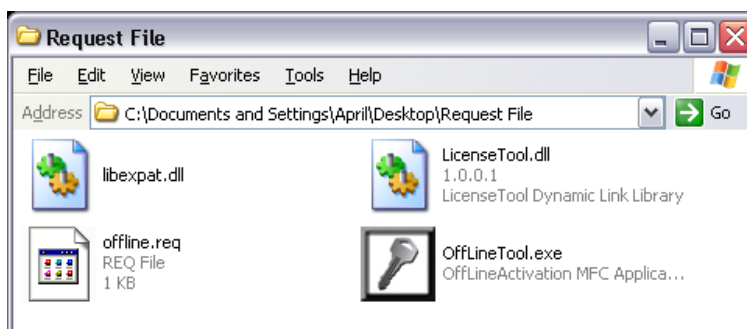 Request File
File Edit View Favorites Tools Help
Address C:\Documents and Settings\April\Desktop\Request File Go
libexpat.dll
LicenseTool.dll
1.0.0.1
LicenseTool Dynamic Link Library
offline.req
REQ File
1 KB
OffLineTool.exe
OffLineActivation MFC Applica...